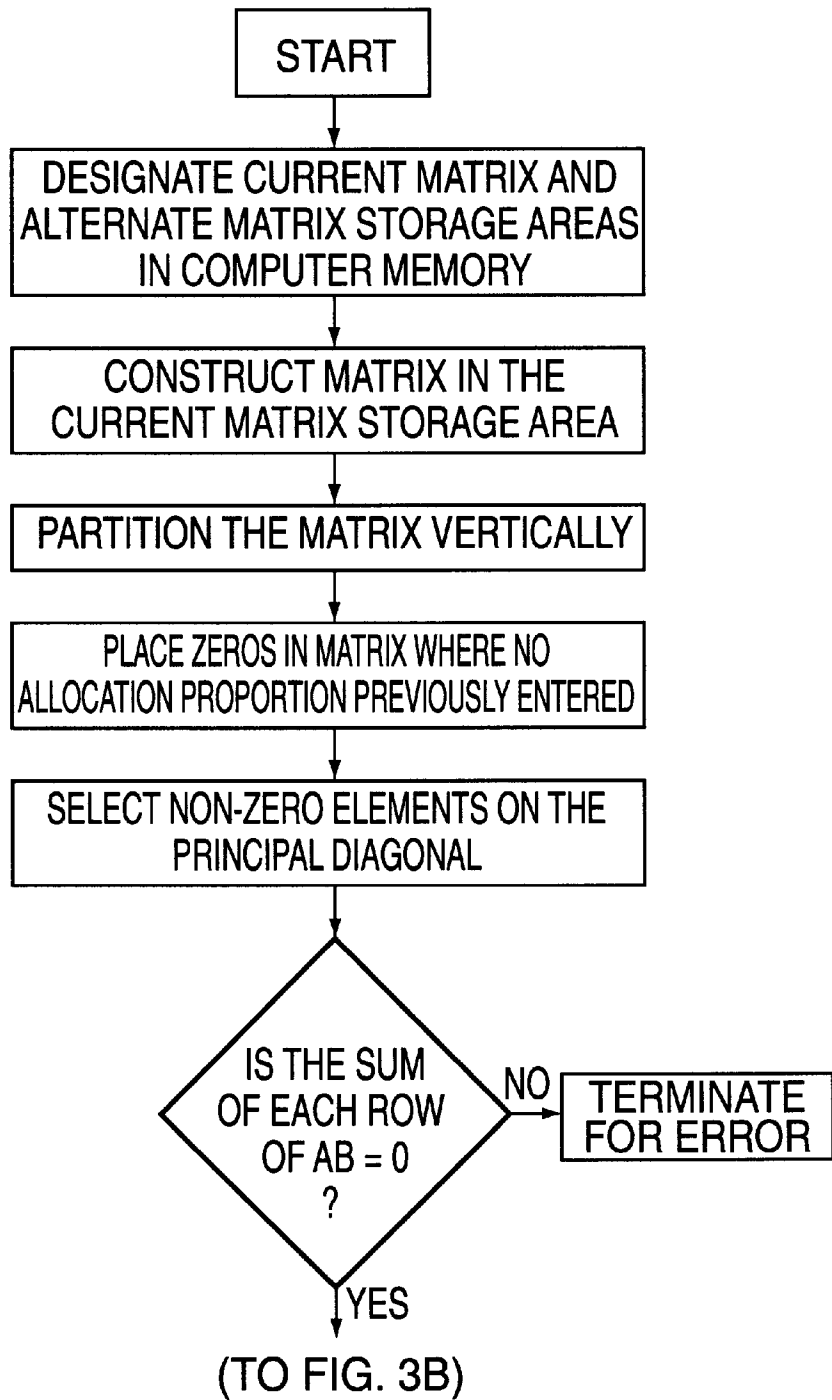 START
DESIGNATE CURRENT MATRIX AND
ALTERNATE MATRIX STORAGE AREAS
IN COMPUTER MEMORY
CONSTRUCT MATRIX IN THE
CURRENT MATRIX STORAGE AREA
PARTITION THE MATRIX VERTICALLY
PLACE ZEROS IN MATRIX WHERE NO
ALLOCATION PROPORTION PREVIOUSLY ENTERED
SELECT NON-ZERO ELEMENTS ON THE
PRINCIPAL DIAGONAL
IS THE SUM
OF EACH ROW
OF AB = 0
?
NO
TERMINATE
FOR ERROR
YES
(TO FIG. 3B)